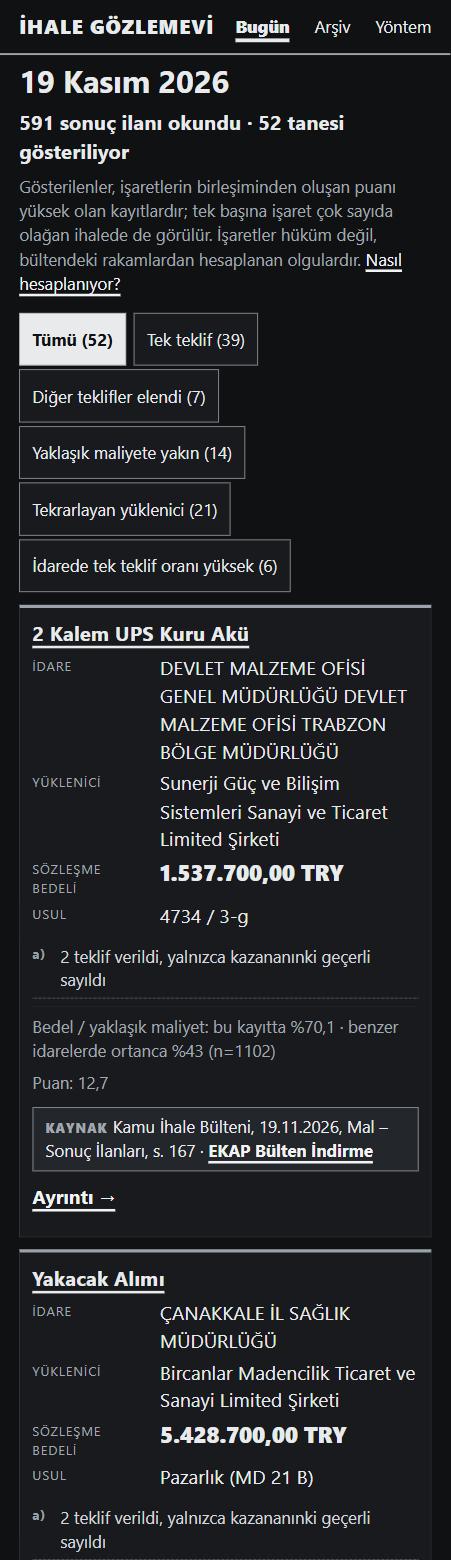 İHALE GÖZLEMEVİ Bugün Arşiv Yöntem
19 Kasım 2026
591 sonuç ilanı okundu · 52 tanesi
gösteriliyor
Gösterilenler, işaretlerin birleşiminden oluşan puanı
yüksek olan kayıtlardır; tek başına işaret çok sayıda
olağan ihalede de görülür. İşaretler hüküm değil,
bültendeki rakamlardan hesaplanan olgulardır. Nasıl
hesaplanıyor?
Tümü (52) Tek teklif (39)
Diğer teklifler elendi (7)
Yaklaşık maliyete yakın (14)
Tekrarlayan yüklenici (21)
İdarede tek teklif oranı yüksek (6)
2 Kalem UPS Kuru Akü
İDARE DEVLET MALZEME OFİSİ
GENEL MÜDÜRLÜĞÜ DEVLET
MALZEME OFİSİ TRABZON
BÖLGE MÜDÜRLÜĞÜ
YÜKLENİCİ Sunerji Güç ve Bilişim
Sistemleri Sanayi ve Ticaret
Limited Şirketi
SÖZLEŞME 1.537.700,00 TRY
BEDELİ
USUL 4734 / 3-g
a) 2 teklif verildi, yalnızca kazananınki geçerli
sayıldı
Bedel / yaklaşık maliyet: bu kayıtta %70,1 · benzer
idarelerde ortanca %43 (n=1102)
Puan: 12,7
KAYNAK Kamu İhale Bülteni, 19.11.2026, Mal –
Sonuç İlanları, s. 167 · EKAP Bülten İndirme
Ayrıntı →
Yakacak Alımı
İDARE ÇANAKKALE İL SAĞLIK
MÜDÜRLÜĞÜ
YÜKLENİCİ Bircanlar Madencilik Ticaret ve
Sanayi Limited Şirketi
SÖZLEŞME 5.428.700,00 TRY
BEDELİ
USUL Pazarlık (MD 21 B)
a) 2 teklif verildi, yalnızca kazananınki geçerli
sayıldı